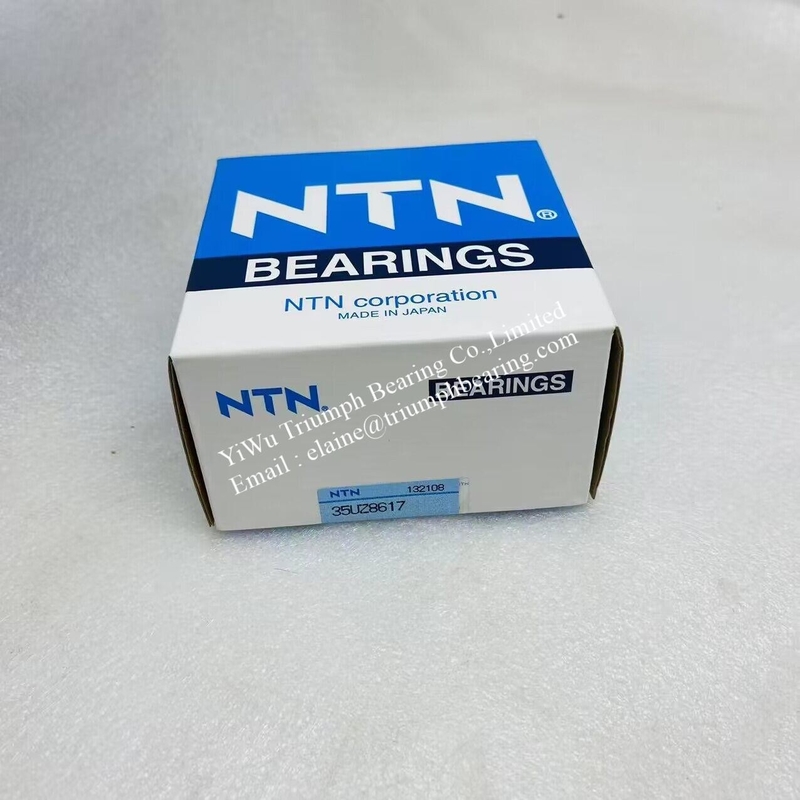 NTN®
BEARINGS
NTN corporation
MADE IN JAPAN
NTN®
BEARINGS
YiWu Triumph Bearing Co.,Limited
Email : elaine@triumphbearing.com
NTN 132108
35UZ8617